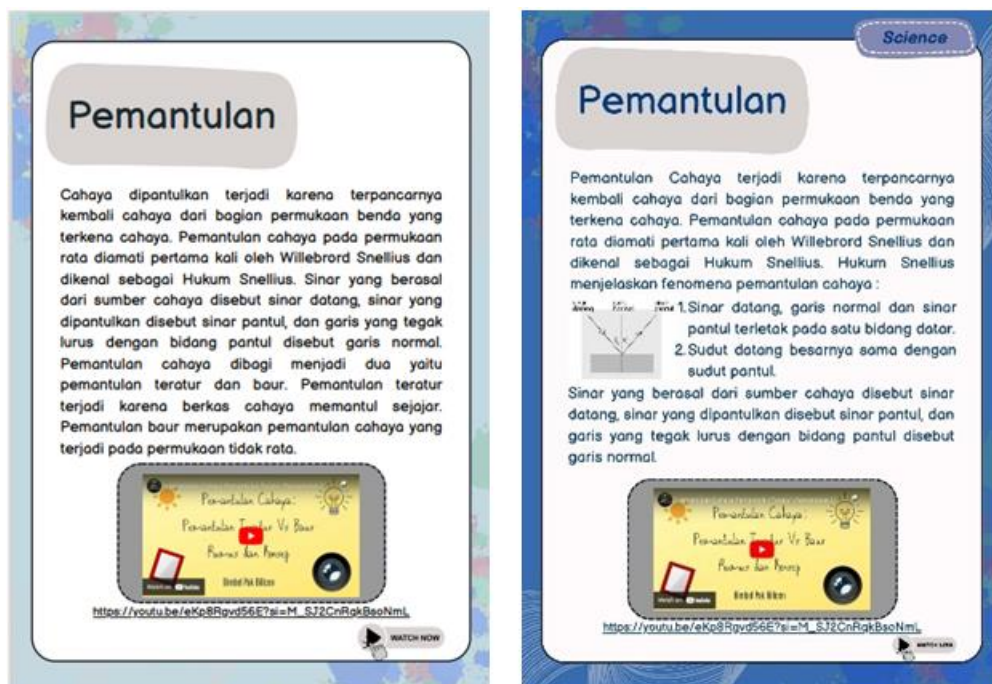 Pemantulan
Cahaya dipantulkan terjadi karena terpancarnya
kembali cahaya dari bagian permukaan benda yang
terkena cahaya. Pemantulan cahaya pada permukaan
rata diamati pertama kali oleh Willebrord Snellius dan
dikenal sebagai Hukum Snellius. Sinar yang berasal
dari sumber cahaya disebut sinar datang, sinar yang
dipantulkan disebut sinar pantul, dan garis yang tegak
lurus dengan bidang pantul disebut garis normal.
Pemantulan cahaya dibagi menjadi dua yaitu
pemantulan teratur dan baur. Pemantulan teratur
terjadi karena berkas cahaya memantul sejajar.
Pemantulan baur merupakan pemantulan cahaya yang
terjadi pada permukaan tidak rata.
Pemantulan Cahaya:
Pemantulan Teratur Vs Baur
Rumus dan Konsep
Bimbel Pak
https://youtu.be/eKp8Rgvd56E?si=M_SJ2CnRqkBsoNmL
WATCH NOW
Science
Pemantulan
Pemantulan Cahaya terjadi karena terpancarnya
kembali cahaya dari bagian permukaan benda yang
terkena cahaya. Pemantulan cahaya pada permukaan
rata diamati pertama kali oleh Willebrord Snellius dan
dikenal sebagai Hukum Snellius. Hukum Snellius
menjelaskan fenomena pemantulan cahaya :
datang normal pantul
1. Sinar datang, garis normal dan sinar
pantul terletak pada satu bidang datar.
2. Sudut datang besarnya sama dengan
sudut pantul.
Sinar yang berasal dari sumber cahaya disebut sinar
datang, sinar yang dipantulkan disebut sinar pantul, dan
garis yang tegak lurus dengan bidang pantul disebut
garis normal.
Pemantulan Cahaya:
Pemantulan Teratur Vs Baur
Rumus dan Konsep
Bimbel Pak
https://youtu.be/eKp8Rgvd56E?si=M_SJ2CnRqkBsoNmL